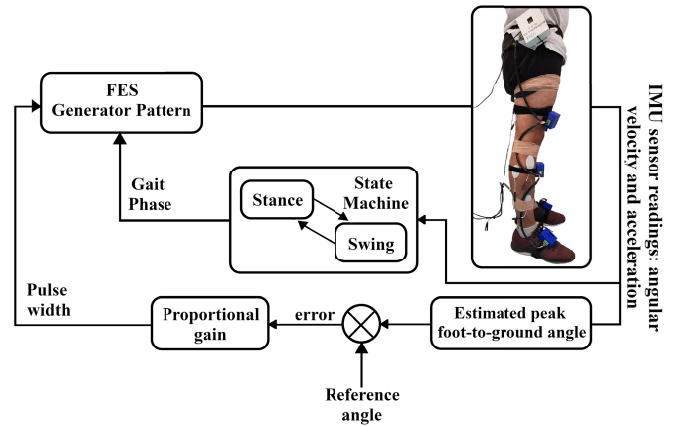 FES
Generator Pattern
IMU sensor readings: angular
velocity and acceleration
Gait
Phase
State
Machine
Stance
Swing
Pulse
width
Proportional
gain
error
Estimated peak
foot-to-ground angle
Reference
angle